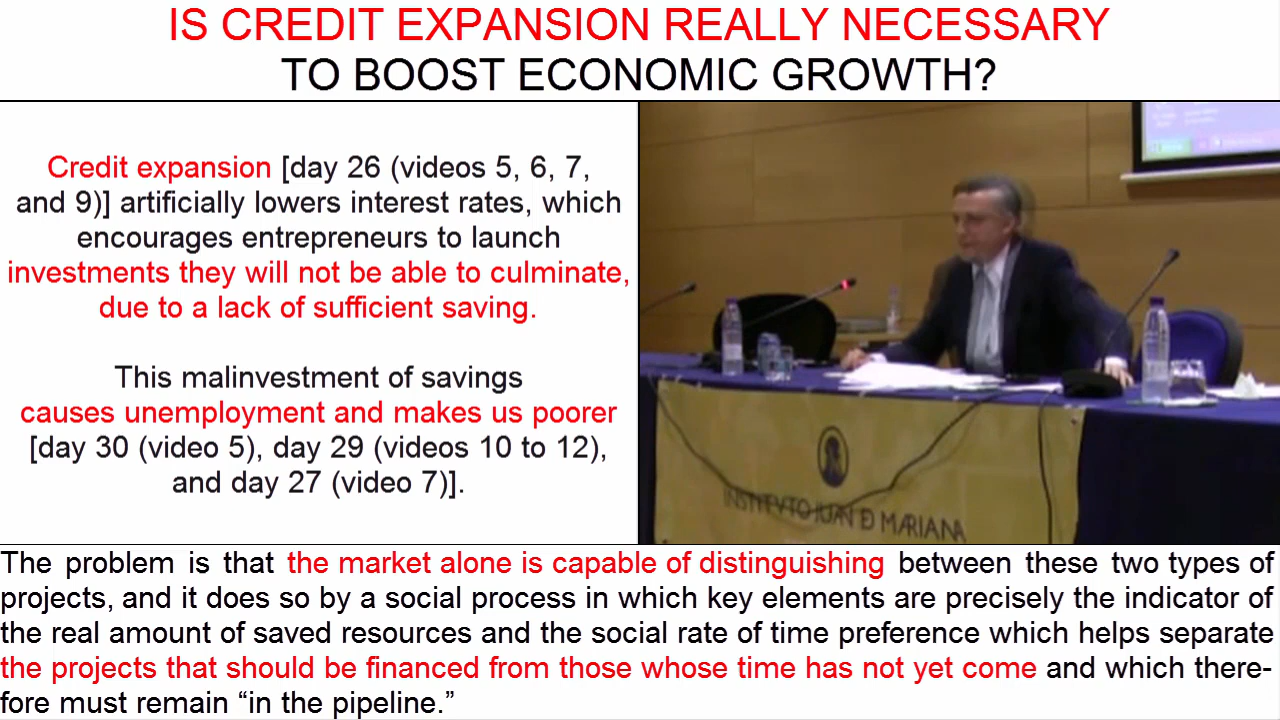 IS CREDIT EXPANSION REALLY NECESSARY
TO BOOST ECONOMIC GROWTH?
Credit expansion [day 26 (videos 5, 6, 7,
and 9)] artificially lowers interest rates, which
encourages entrepreneurs to launch
investments they will not be able to culminate,
due to a lack of sufficient saving.
This malinvestment of savings
causes unemployment and makes us poorer
[day 30 (video 5), day 29 (videos 10 to 12),
and day 27 (video 7)].
INSTITVTO JUAN D MARIANA
The problem is that the market alone is capable of distinguishing between these two types of
projects, and it does so by a social process in which key elements are precisely the indicator of
the real amount of saved resources and the social rate of time preference which helps separate
the projects that should be financed from those whose time has not yet come and which there-
fore must remain “in the pipeline.”